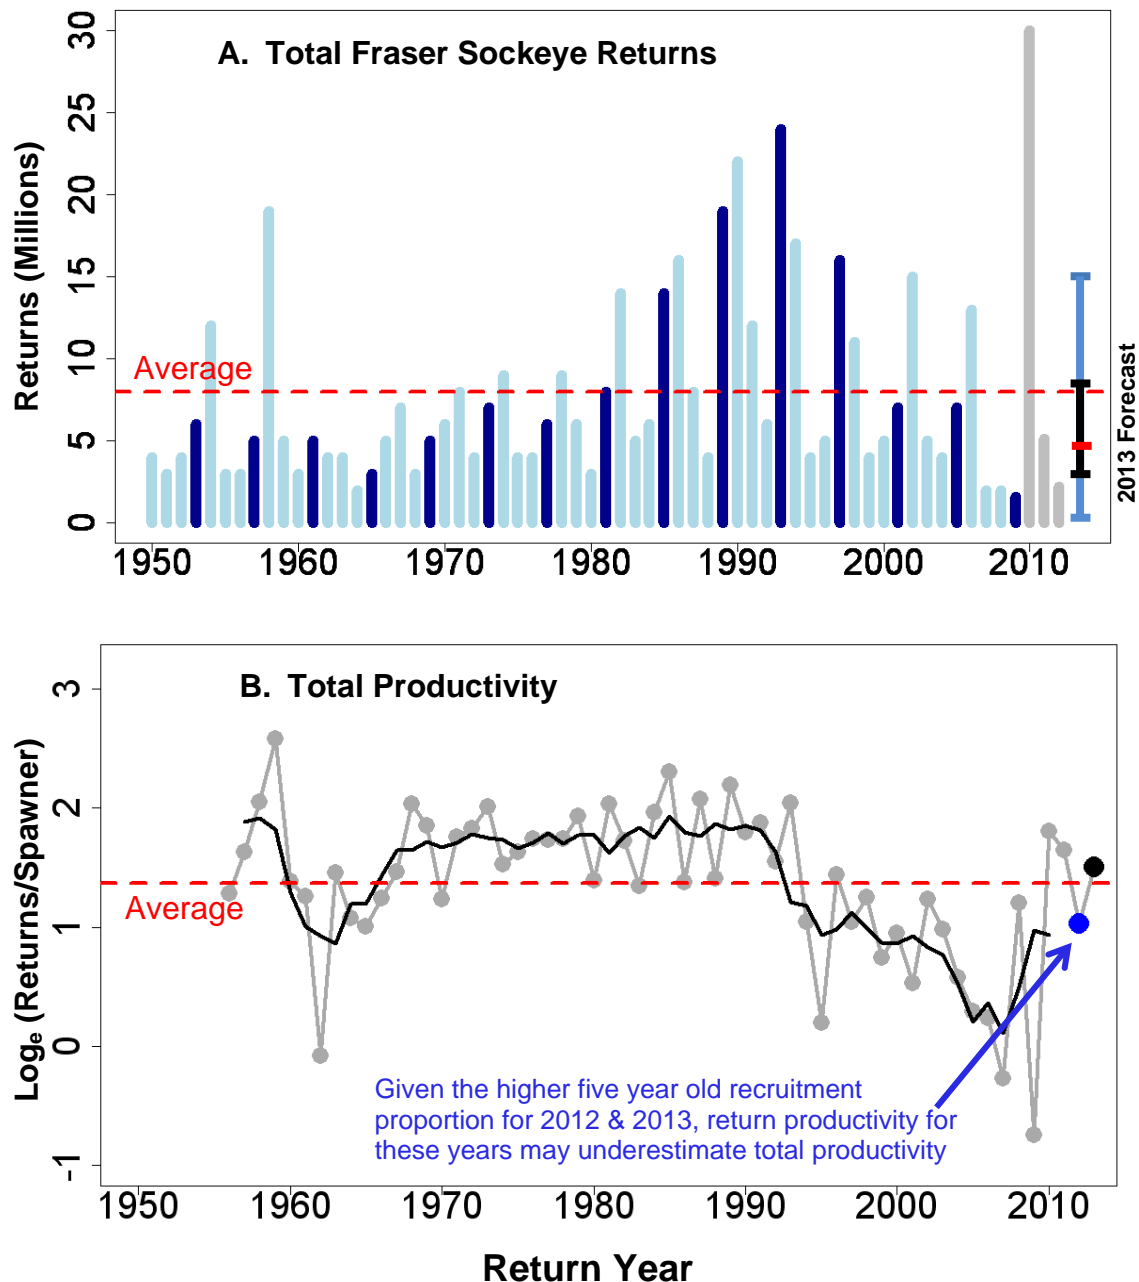 A. Total Fraser Sockeye Returns
Returns (Millions)
30
25
20
15
10
5
0
Average
2013 Forecast
1950 1960 1970 1980 1990 2000 2010
B. Total Productivity
Logₑ (Returns/Spawner)
3
2
1
0
-1
Average
Given the higher five year old recruitment
proportion for 2012 & 2013, return productivity for
these years may underestimate total productivity
1950 1960 1970 1980 1990 2000 2010
Return Year